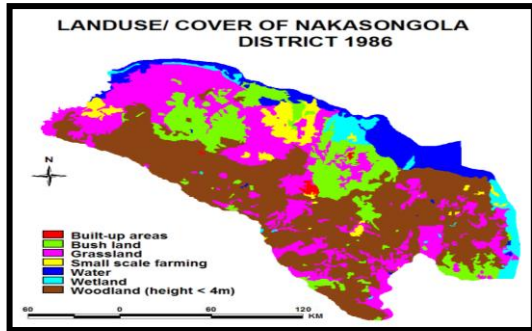 LANDUSE/ COVER OF NAKASONGOLA
DISTRICT 1986
N
Built-up areas
Bush land
Grassland
Small scale farming
Water
Wetland
Woodland (height < 4m)
60 0 60 120 KM